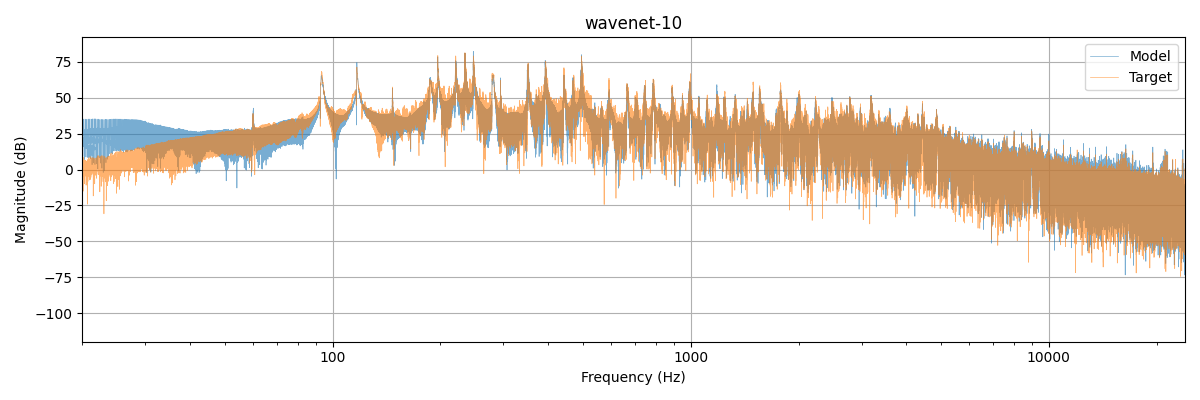 wavenet-10
Model
Target
Magnitude (dB)
75
50
25
0
−25
−50
−75
−100
100
1000
10000
Frequency (Hz)